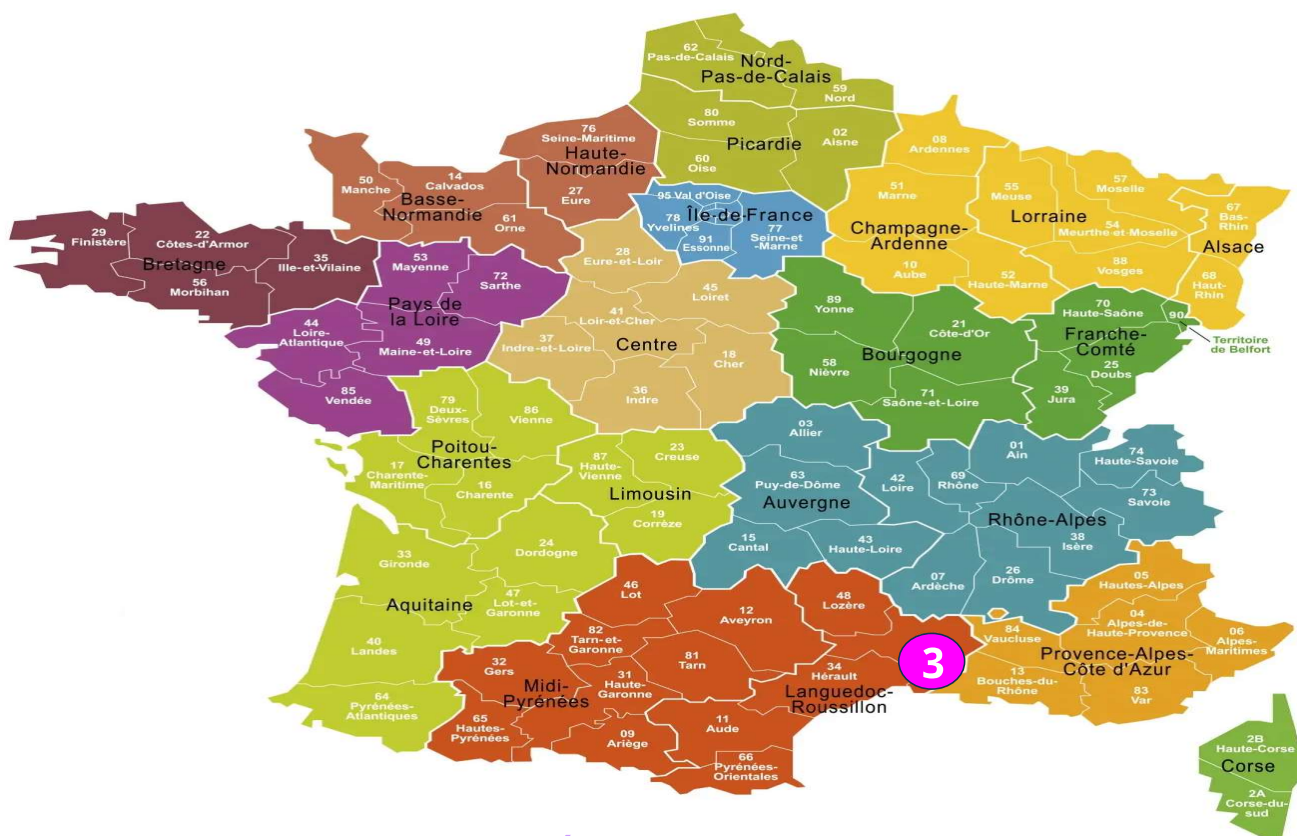 62
Pas-de-Calais
Nord-
Pas-de-Calais
59
Nord
80
Somme
Picardie
02
Aisne
60
Oise
76
Seine-Maritime
Haute-
Normandie
27
Eure
50
Manche
14
Calvados
Basse-
Normandie
61
Orne
95 Val d'Oise
Île-de-France
78
Yvelines
91
Essonne
77
Seine-et
-Marne
08
Ardennes
51
Marne
Champagne-
Ardenne
10
Aube
52
Haute-Marne
55
Meuse
57
Moselle
Lorraine
54
Meurthe-et-Moselle
88
Vosges
67
Bas-
Rhin
Alsace
68
Haut-
Rhin
29
Finistère
22
Côtes-d'Armor
Bretagne
35
Ille-et-Vilaine
56
Morbihan
53
Mayenne
72
Sarthe
Pays de
la Loire
44
Loire-
Atlantique
49
Maine-et-Loire
85
Vendée
28
Eure-et-Loir
45
Loiret
41
Loir-et-Cher
37
Indre-et-Loire
Centre
18
Cher
36
Indre
89
Yonne
21
Côte-d'Or
Bourgogne
58
Nièvre
71
Saône-et-Loire
70
Haute-Saône
90
Territoire
de Belfort
Franche-
Comté
25
Doubs
39
Jura
79
Deux-
Sèvres
86
Vienne
Poitou-
Charentes
17
Charente-
Maritime
16
Charente
87
Haute-
Vienne
23
Creuse
Limousin
19
Corrèze
03
Allier
63
Puy-de-Dôme
Auvergne
15
Cantal
43
Haute-Loire
42
Loire
69
Rhône
01
Ain
74
Haute-Savoie
73
Savoie
Rhône-Alpes
38
Isère
07
Ardèche
26
Drôme
33
Gironde
24
Dordogne
Aquitaine
47
Lot-et-
Garonne
40
Landes
64
Pyrénées-
Atlantiques
46
Lot
12
Aveyron
82
Tarn-et-
Garonne
81
Tarn
32
Gers
Midi-
Pyrénées
31
Haute-
Garonne
65
Hautes-
Pyrénées
09
Ariège
48
Lozère
3
34
Hérault
Languedoc-
Roussillon
11
Aude
66
Pyrénées-
Orientales
05
Hautes-Alpes
84
Vaucluse
04
Alpes-de-
Haute-Provence
06
Alpes-
Maritimes
Provence-Alpes-
Côte d'Azur
13
Bouches-du-
Rhône
83
Var
2B
Haute-Corse
Corse
2A
Corse-du-
sud